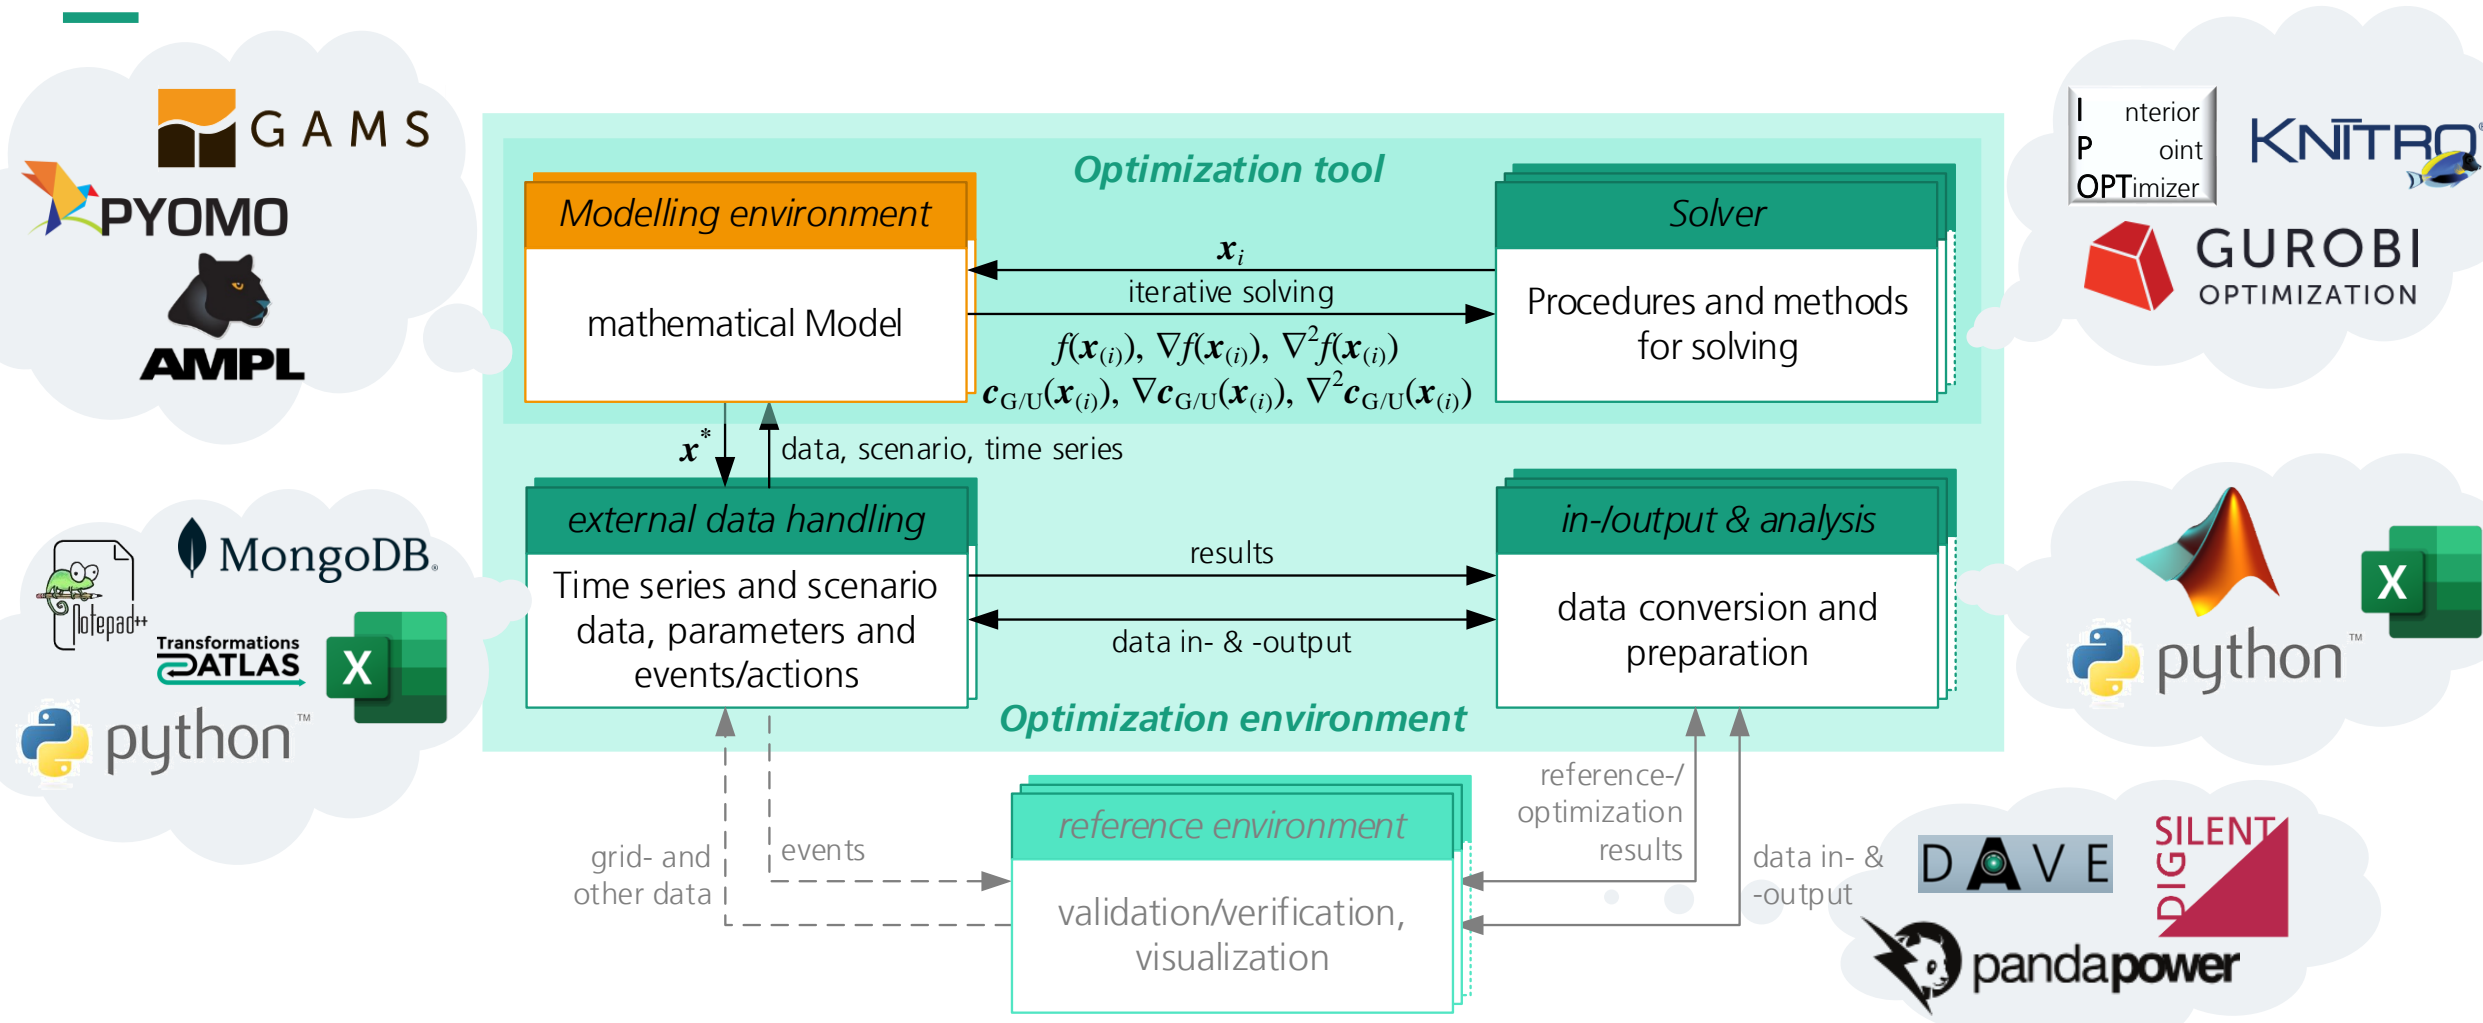 GAMS
PYOMO
AMPL
Optimization tool
Modelling environment
mathematical Model
x_i
iterative solving
f(x_(i)), ∇f(x_(i)), ∇²f(x_(i))
c_G/U(x_(i)), ∇c_G/U(x_(i)), ∇²c_G/U(x_(i))
Solver
Procedures and methods
for solving
I nterior
P oint
OPTimizer
KNITRO®
GUROBI
OPTIMIZATION
x*
data, scenario, time series
MongoDB®
Notepad++
Transformations
DATLAS
X
python™
external data handling
Time series and scenario
data, parameters and
events/actions
results
data in- & -output
in-/output & analysis
data conversion and
preparation
X
python™
Optimization environment
grid- and
other data
events
reference environment
validation/verification,
visualization
reference-/
optimization
results
data in- &
-output
DAVE
DIGSILENT
pandapower